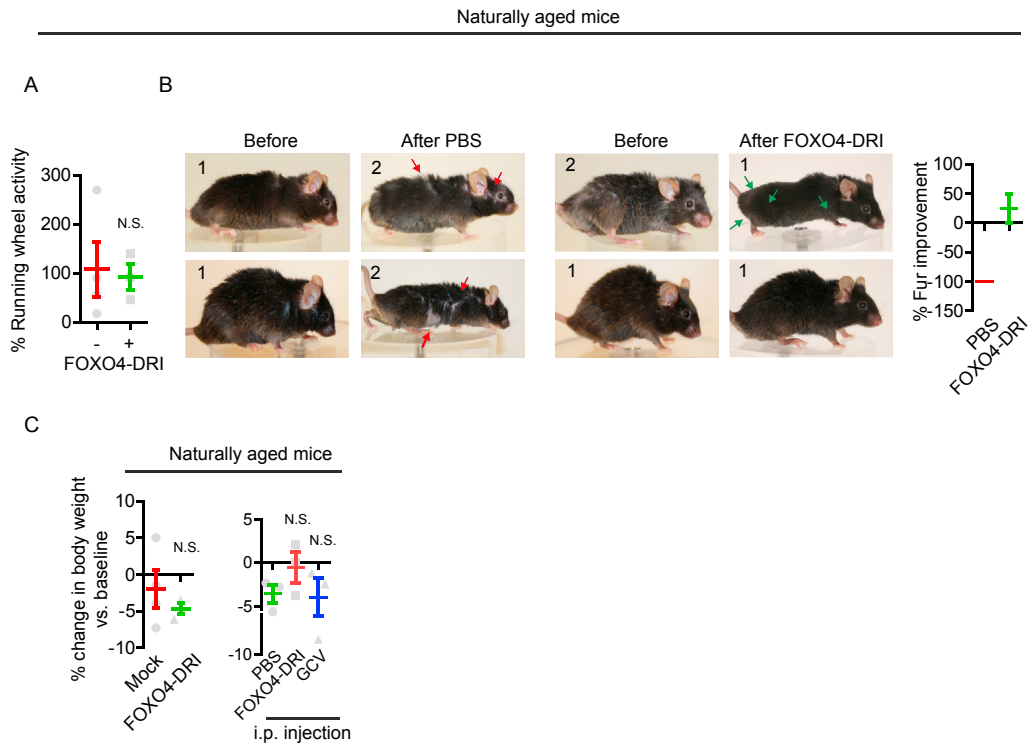 Naturally aged mice
A
% Running wheel activity
300
200
100
0
N.S.
- +
FOXO4-DRI
B
Before After PBS Before After FOXO4-DRI
1 2 2 1
1 2 1 1
% Fur improvement
100
50
0
-50
-100
-150
PBS
FOXO4-DRI
C
Naturally aged mice
% change in body weight
vs. baseline
10
5
0
-5
-10
N.S.
Mock
FOXO4-DRI
5
0
-5
-10
N.S.
N.S.
PBS
FOXO4-DRI
GCV
i.p. injection